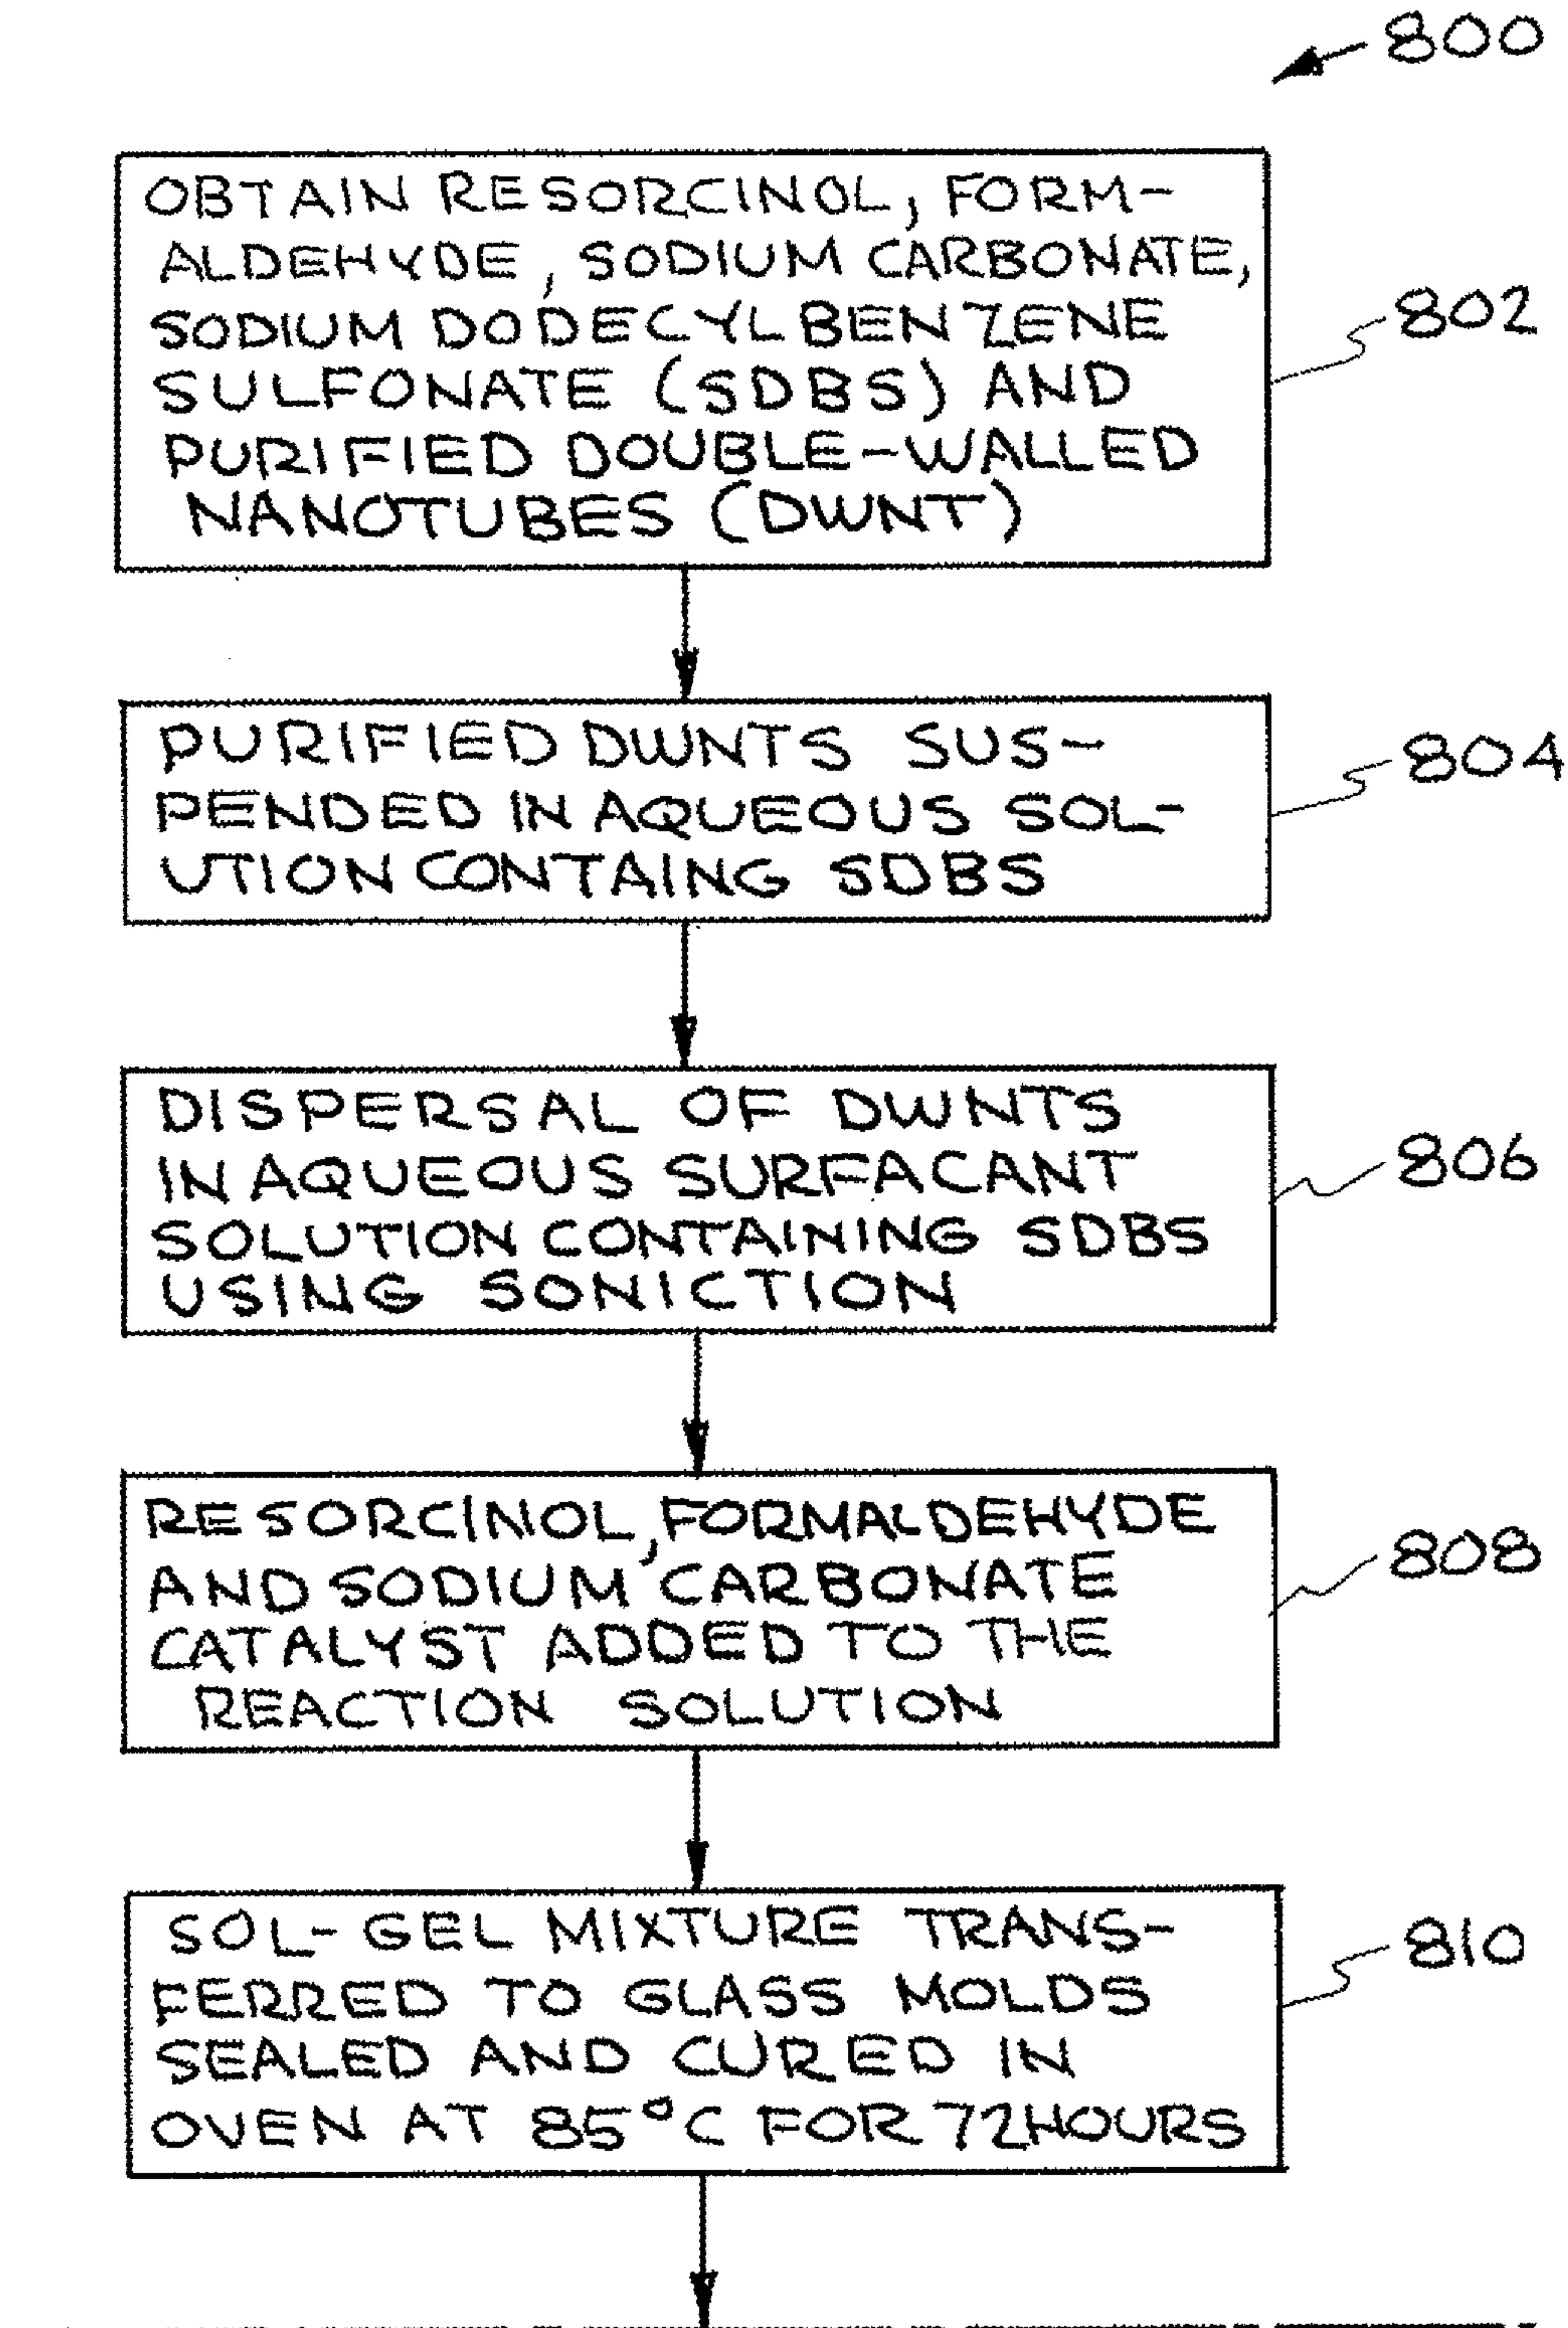 800
OBTAIN RESORCINOL, FORM-
ALDEHYDE, SODIUM CARBONATE,
SODIUM DODECYLBENZENE
SULFONATE (SDBS) AND
PURIFIED DOUBLE-WALLED
NANOTUBES (DWNT)
802
PURIFIED DWNTS SUS-
PENDED IN AQUEOUS SOL-
UTION CONTAING SDBS
804
DISPERSAL OF DWNTS
IN AQUEOUS SURFACANT
SOLUTION CONTAINING SDBS
USING SONICTION
806
RESORCINOL, FORMALDEHYDE
AND SODIUM CARBONATE
CATALYST ADDED TO THE
REACTION SOLUTION
808
SOL-GEL MIXTURE TRANS-
FERRED TO GLASS MOLDS
SEALED AND CURED IN
OVEN AT 85°C FOR 72HOURS
810